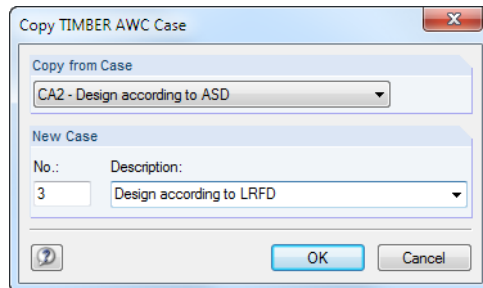 Copy TIMBER AWC Case
Copy from Case
CA2 - Design according to ASD
New Case
No.: Description:
3 Design according to LRFD
OK Cancel